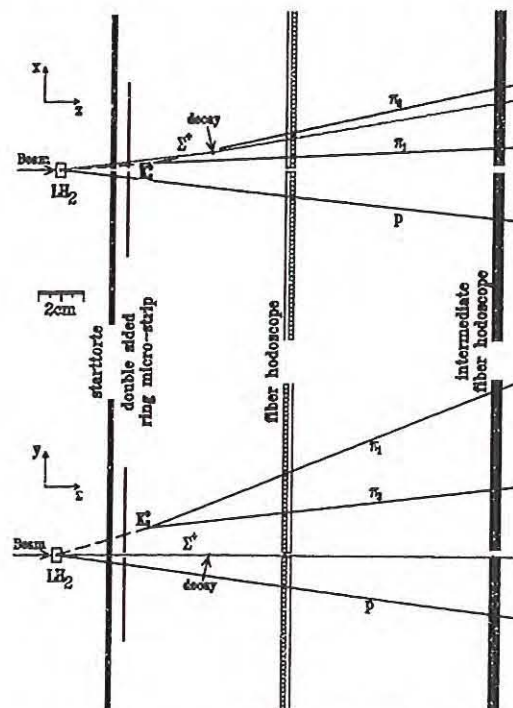 x
z
decay
π₂
Σ⁺
π₁
Beam
LH₂
p
2cm
starttorte
double sided
ring micro-strip
fiber hodoscope
intermediate
fiber hodoscope
y
π₁
π₂
Σ⁺
Beam
LH₂
decay
p